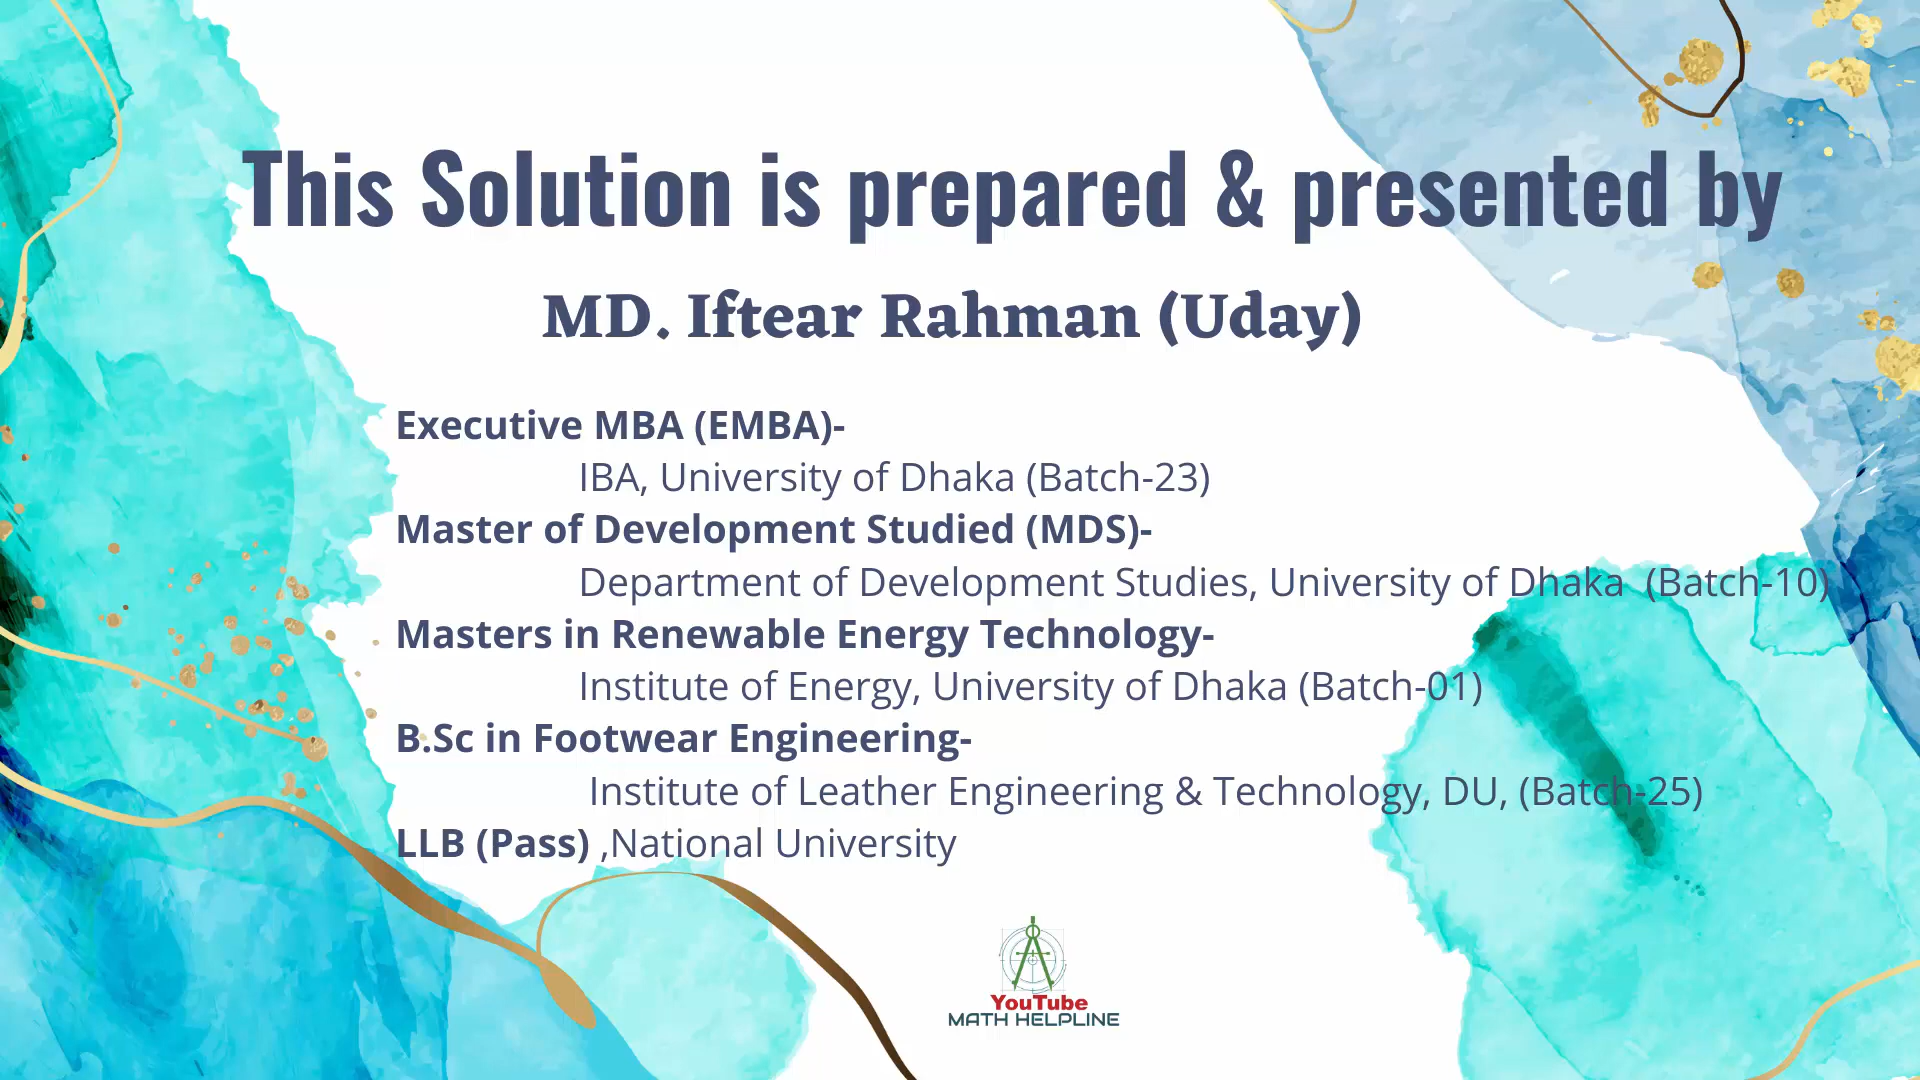 This Solution is prepared & presented by
MD. Iftear Rahman (Uday)
Executive MBA (EMBA)-
IBA, University of Dhaka (Batch-23)
Master of Development Studied (MDS)-
Department of Development Studies, University of Dhaka (Batch-10)
Masters in Renewable Energy Technology-
Institute of Energy, University of Dhaka (Batch-01)
B.Sc in Footwear Engineering-
Institute of Leather Engineering & Technology, DU, (Batch-25)
LLB (Pass) ,National University
YouTube
MATH HELPLINE